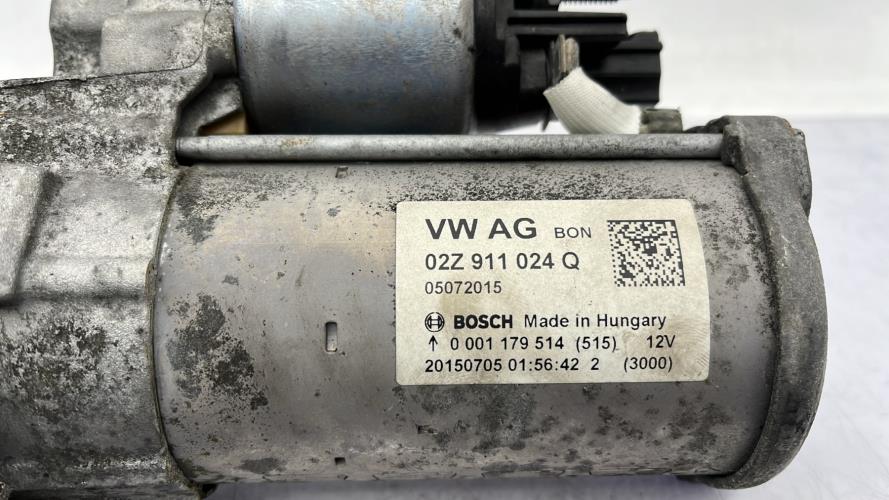 VW AG BON
02Z 911 024 Q
05072015
BOSCH Made in Hungary
↑ 0 001 179 514 (515) 12V
20150705 01:56:42 2 (3000)